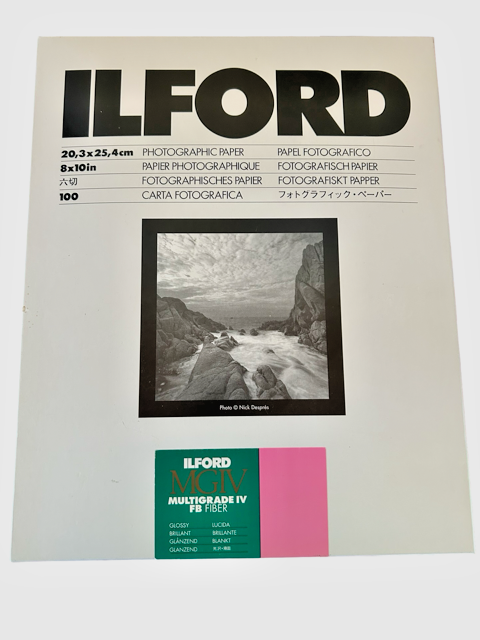 ILFORD
20,3x25,4cm PHOTOGRAPHIC PAPER PAPEL FOTOGRAFICO
8x10in PAPIER PHOTOGRAPHIQUE FOTOGRAFISCH PAPIER
六切 FOTOGRAPHISCHES PAPIER FOTOGRAFISKT PAPPER
100 CARTA FOTOGRAFICA フォトグラフィック・ペーパー
Photo © Nick Després
ILFORD
MGIV
MULTIGRADE IV
FB FIBER
GLOSSY LUCIDA
BRILLANT BRILLANTE
GLÄNZEND BLANKT
GLANZEND